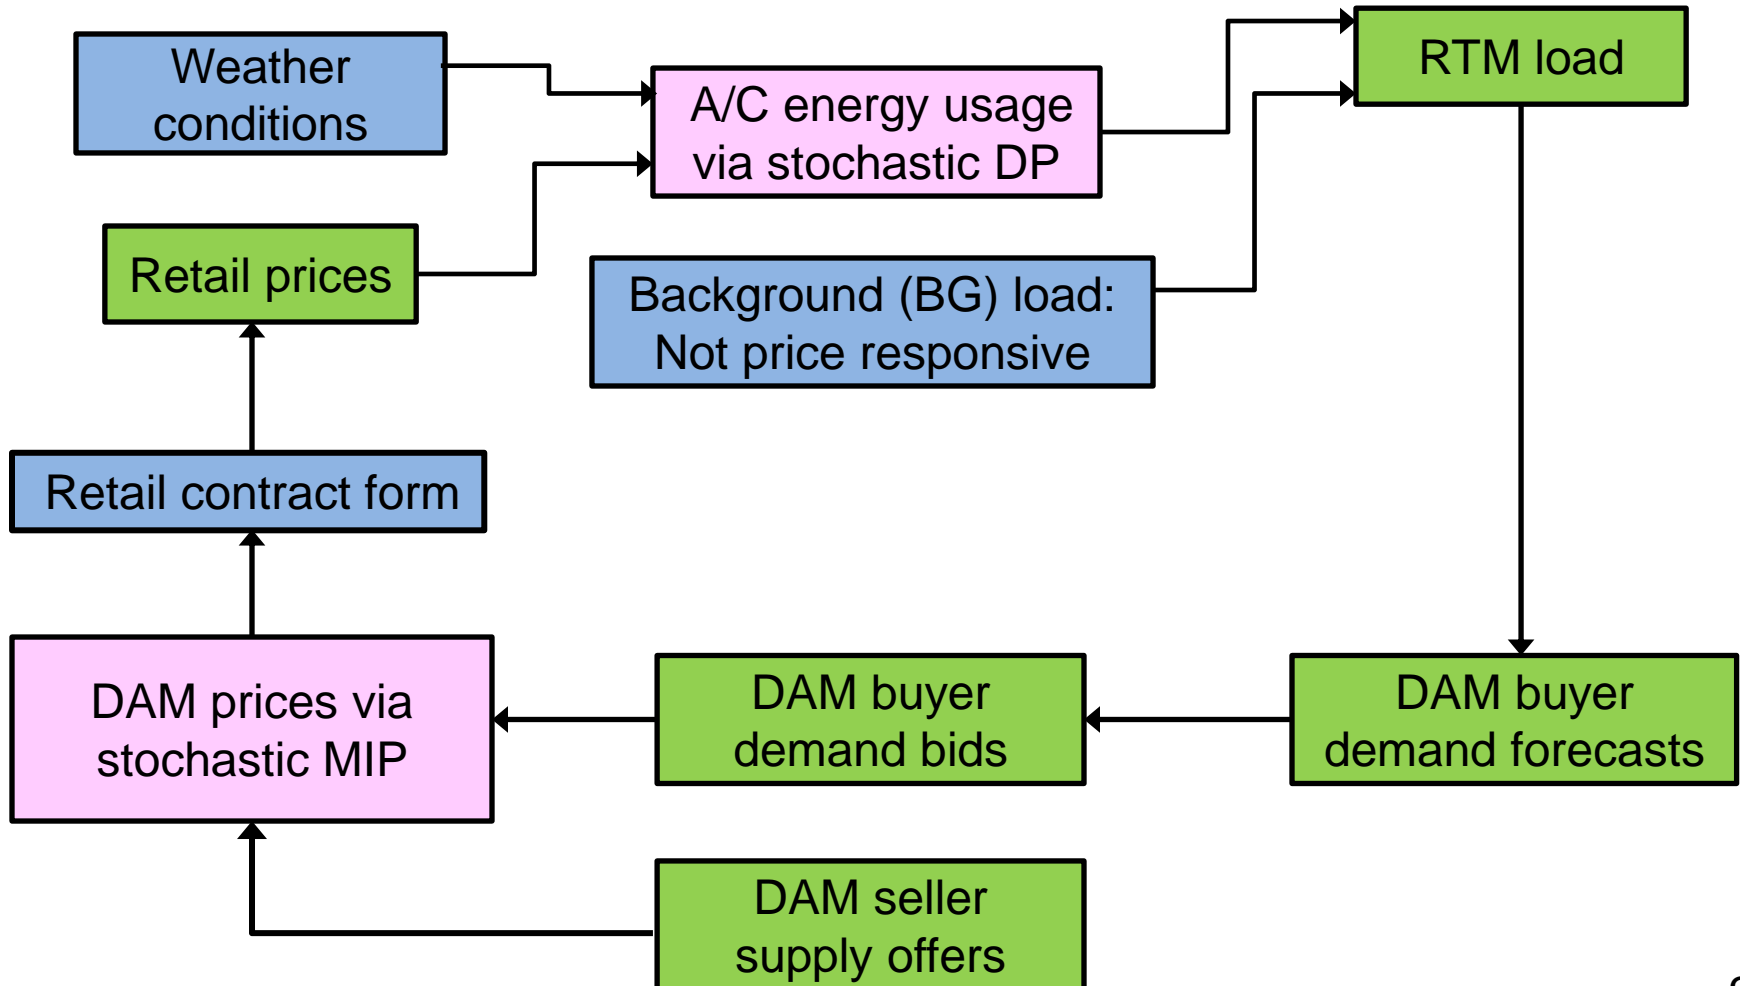 Weather
conditions
A/C energy usage
via stochastic DP
RTM load
Retail prices
Background (BG) load:
Not price responsive
Retail contract form
DAM prices via
stochastic MIP
DAM buyer
demand bids
DAM buyer
demand forecasts
DAM seller
supply offers